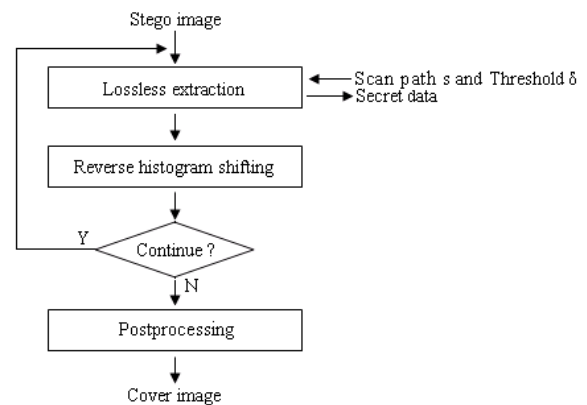 Stego image
Lossless extraction
Scan path s and Threshold δ
Secret data
Reverse histogram shifting
Continue ?
Y
N
Postprocessing
Cover image